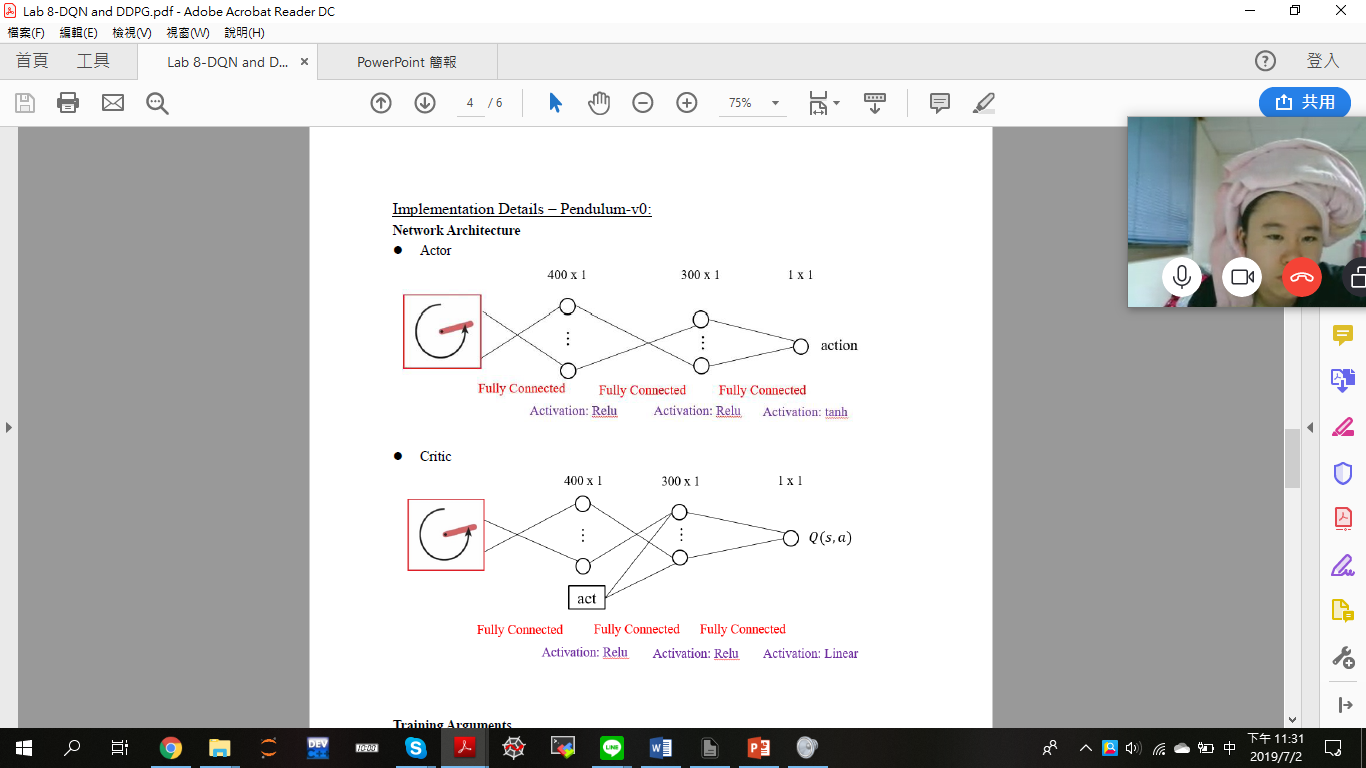 Lab 8-DQN and DDPG.pdf - Adobe Acrobat Reader DC
檔案(F) 編輯(E) 檢視(V) 視窗(W) 說明(H)
首頁 工具 Lab 8-DQN and D... × PowerPoint 簡報 ? 登入
4 / 6 75% 共用
Implementation Details – Pendulum-v0:
Network Architecture
● Actor
400 x 1 300 x 1 1 x 1
action
Fully Connected Fully Connected Fully Connected
Activation: Relu Activation: Relu Activation: tanh
● Critic
400 x 1 300 x 1 1 x 1
Q(s, a)
act
Fully Connected Fully Connected Fully Connected
Activation: Relu Activation: Relu Activation: Linear
Training Arguments
DEV
中 下午 11:31
2019/7/2